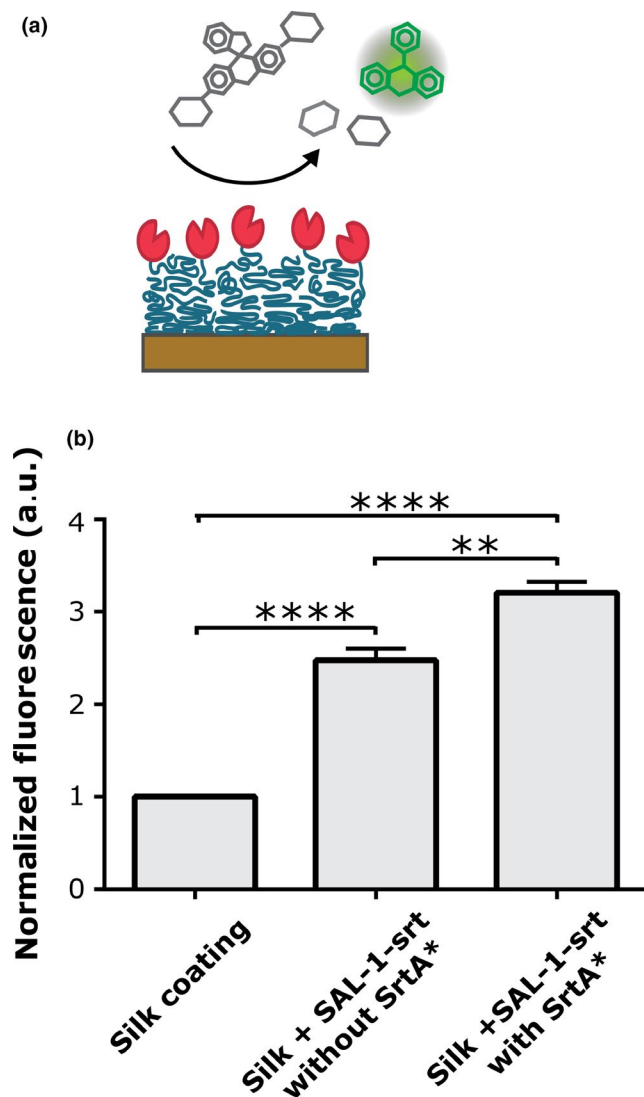 (a)
(b)
Normalized fluorescence (a.u.)
4
3
2
1
0
****
**
****
Silk coating
Silk + SAL-1-srt
without SrtA*
Silk +SAL-1-srt
with SrtA*